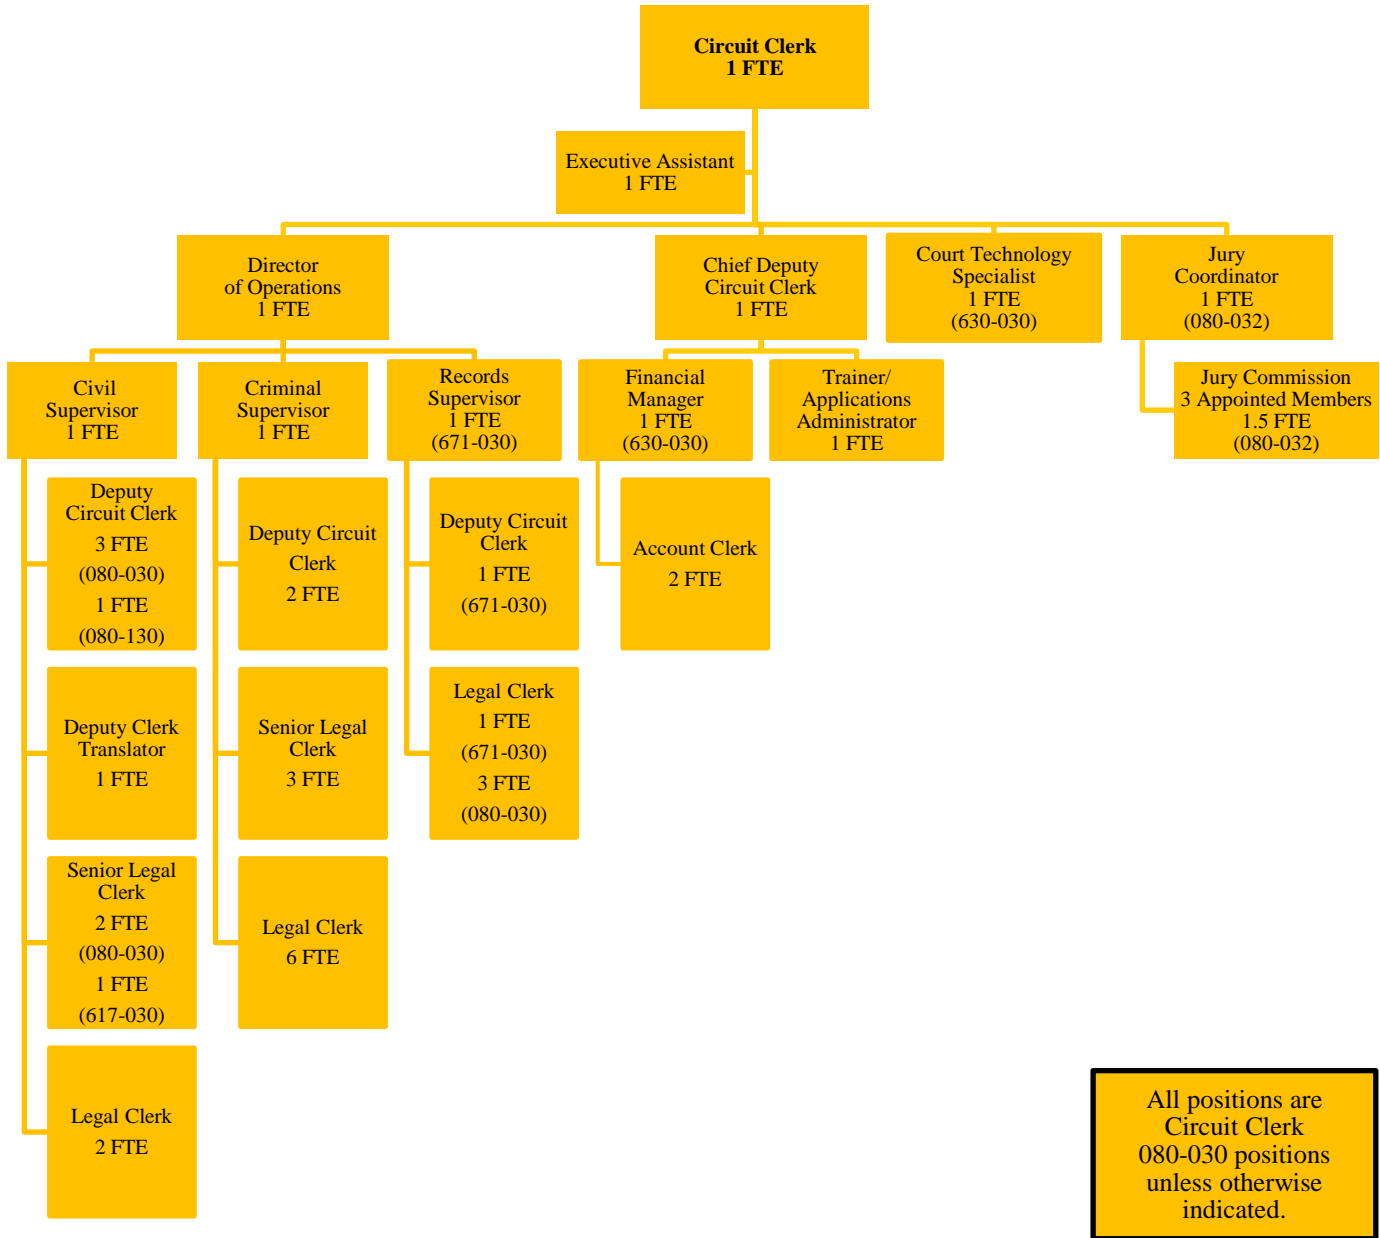 Circuit Clerk
1 FTE
Executive Assistant
1 FTE
Director
of Operations
1 FTE
Chief Deputy
Circuit Clerk
1 FTE
Court Technology
Specialist
1 FTE
(630-030)
Jury
Coordinator
1 FTE
(080-032)
Civil
Supervisor
1 FTE
Criminal
Supervisor
1 FTE
Records
Supervisor
1 FTE
(671-030)
Financial
Manager
1 FTE
(630-030)
Trainer/
Applications
Administrator
1 FTE
Jury Commission
3 Appointed Members
1.5 FTE
(080-032)
Deputy
Circuit Clerk
3 FTE
(080-030)
1 FTE
(080-130)
Deputy Circuit
Clerk
2 FTE
Deputy Circuit
Clerk
1 FTE
(671-030)
Account Clerk
2 FTE
Deputy Clerk
Translator
1 FTE
Senior Legal
Clerk
3 FTE
Legal Clerk
1 FTE
(671-030)
3 FTE
(080-030)
Senior Legal
Clerk
2 FTE
(080-030)
1 FTE
(617-030)
Legal Clerk
6 FTE
Legal Clerk
2 FTE
All positions are
Circuit Clerk
080-030 positions
unless otherwise
indicated.